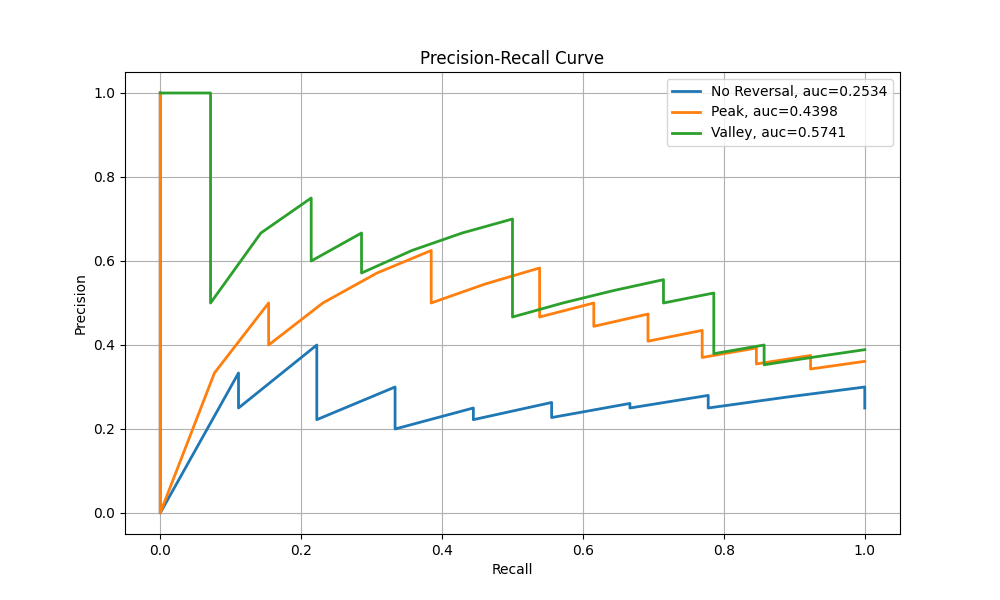 Precision-Recall Curve
No Reversal, auc=0.2534
Peak, auc=0.4398
Valley, auc=0.5741
Precision
1.0
0.8
0.6
0.4
0.2
0.0
0.0 0.2 0.4 0.6 0.8 1.0
Recall